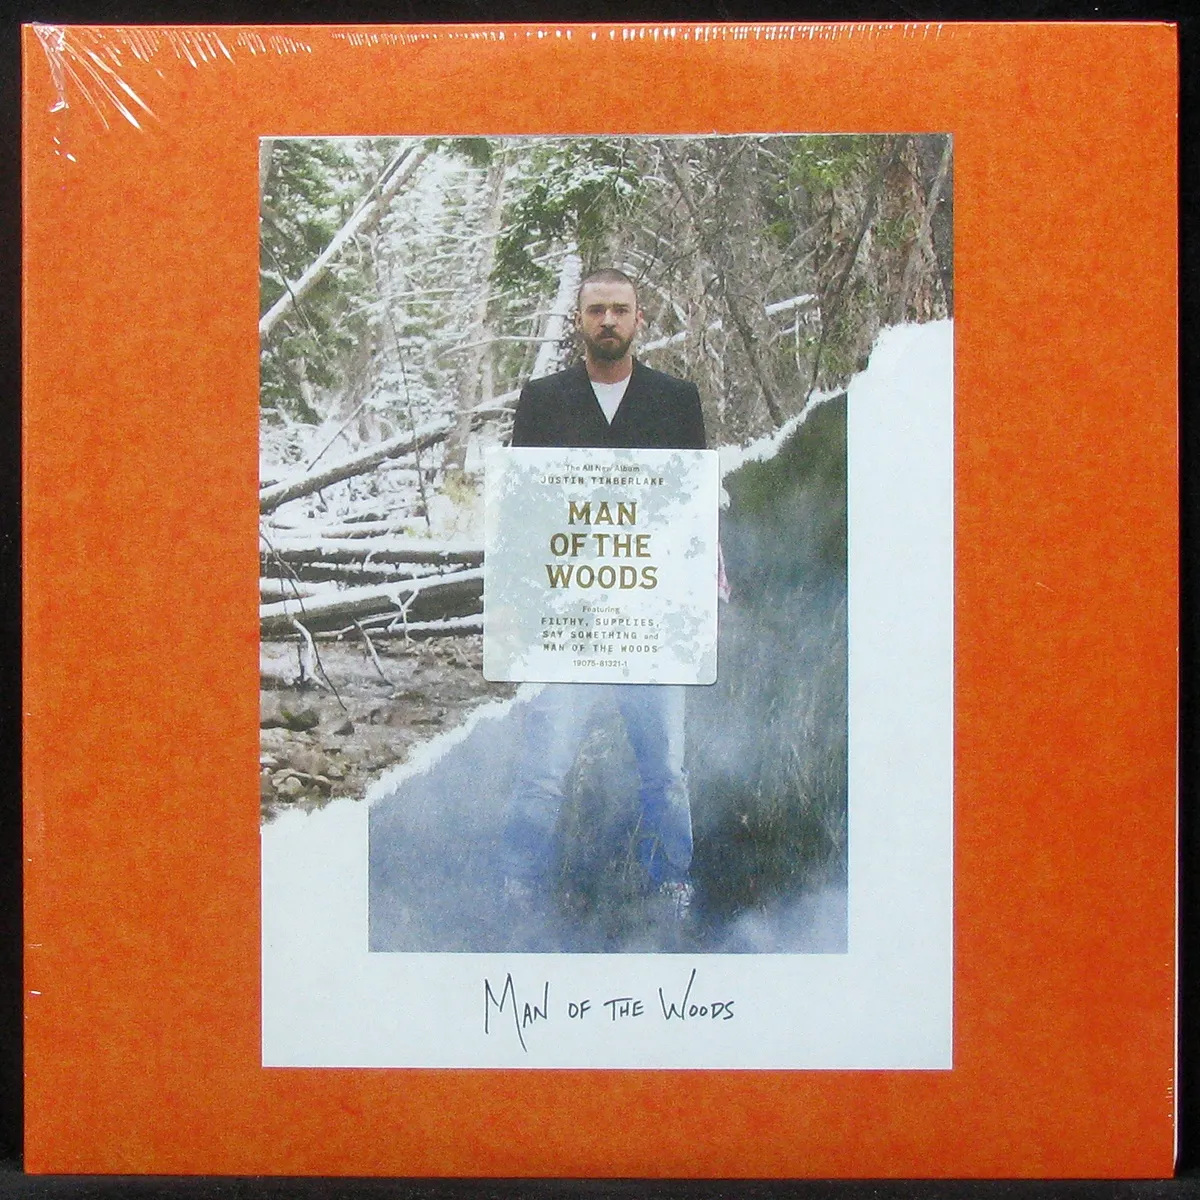 The All New Album
JUSTIN TIMBERLAKE
MAN
OF THE
WOODS
Featuring
FILTHY, SUPPLIES,
SAY SOMETHING and
MAN OF THE WOODS
19075-81321-1
MAN OF THE WOODS